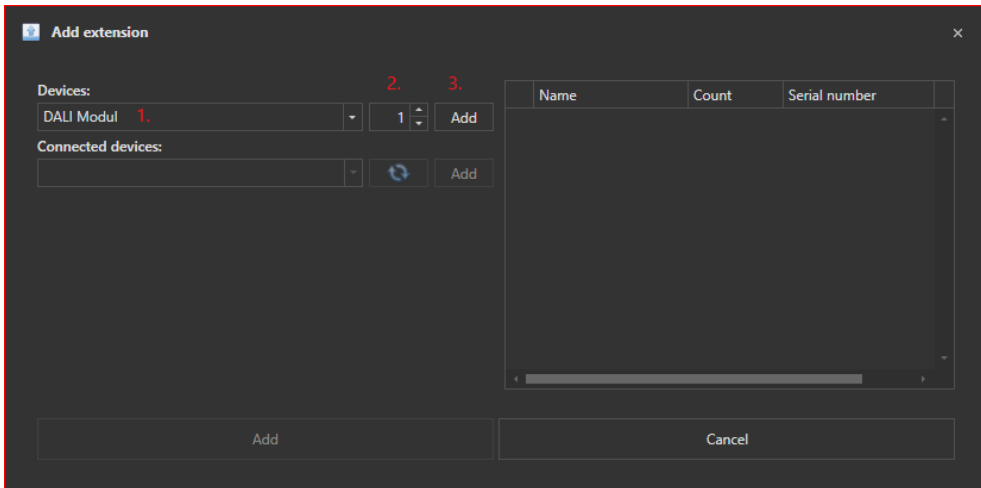 Add extension
Devices:
2.
3.
DALI Modul
1.
1
Add
Connected devices:
Add
Name
Count
Serial number
Add
Cancel